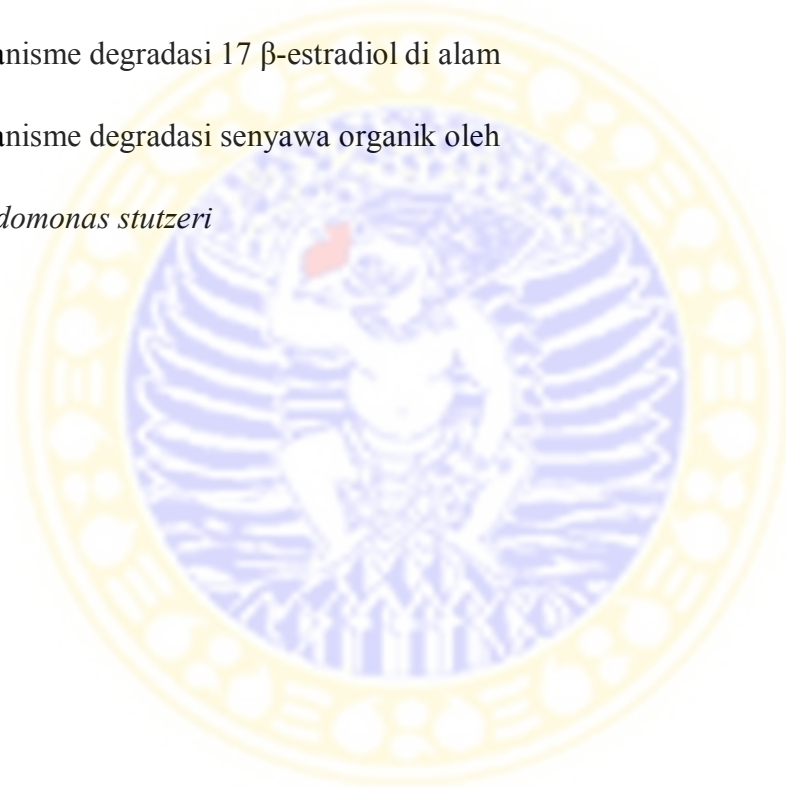 anisme degradasi 17 β-estradiol di alam
anisme degradasi senyawa organik oleh
domonas stutzeri